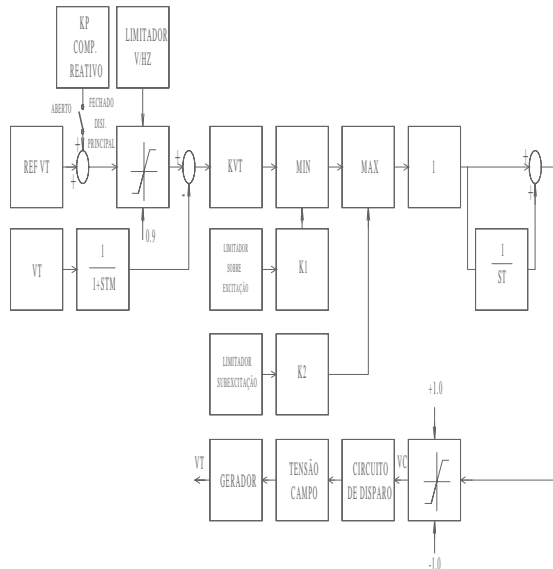 KP
COMP.
REATIVO
LIMITADOR
V/HZ
ABERTO
FECHADO
DISJ.
PRINCIPAL
+
+
REF VT
+
-
KVT
MIN
MAX
1
+
+
0.9
VT
1
1+STM
LIMITADOR
SOBRE
EXCITAÇÃO
K1
1
ST
LIMITADOR
SUBEXCITAÇÃO
K2
+1.0
VT
GERADOR
TENSÃO
CAMPO
CIRCUITO
DE DISPARO
VC
-1.0